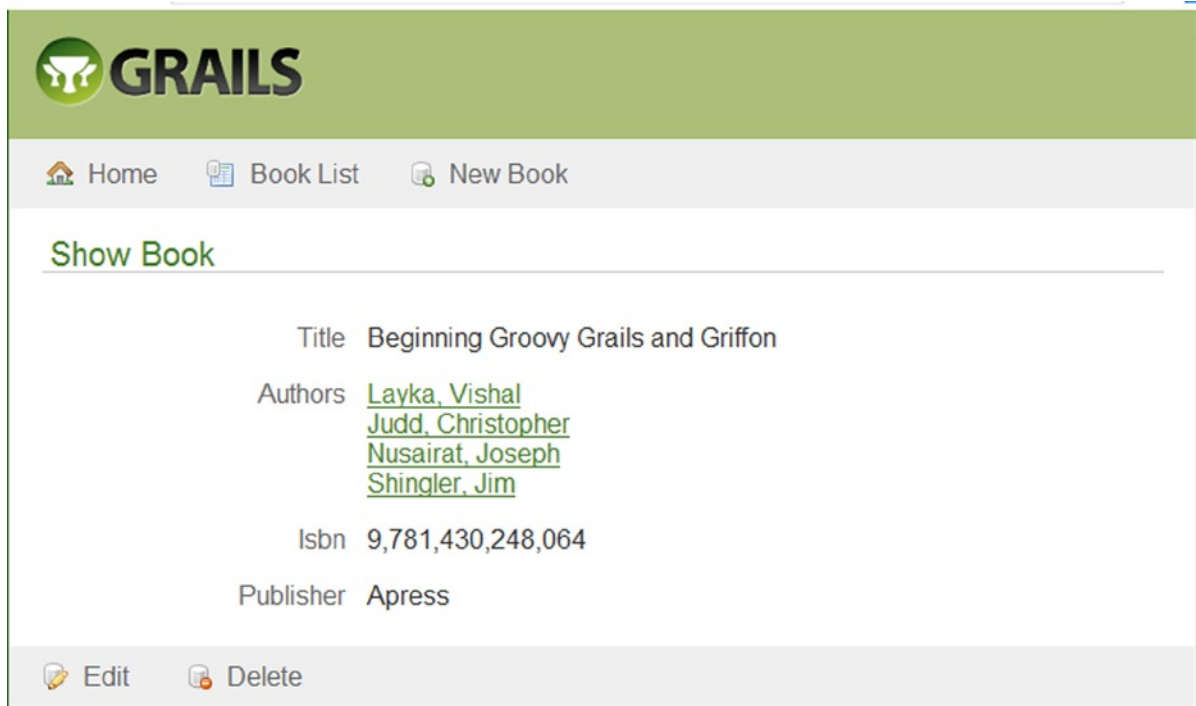 GRAILS
Home Book List New Book
Show Book
Title Beginning Groovy Grails and Griffon
Authors Layka, Vishal
Judd, Christopher
Nusairat, Joseph
Shingler, Jim
Isbn 9,781,430,248,064
Publisher Apress
Edit Delete